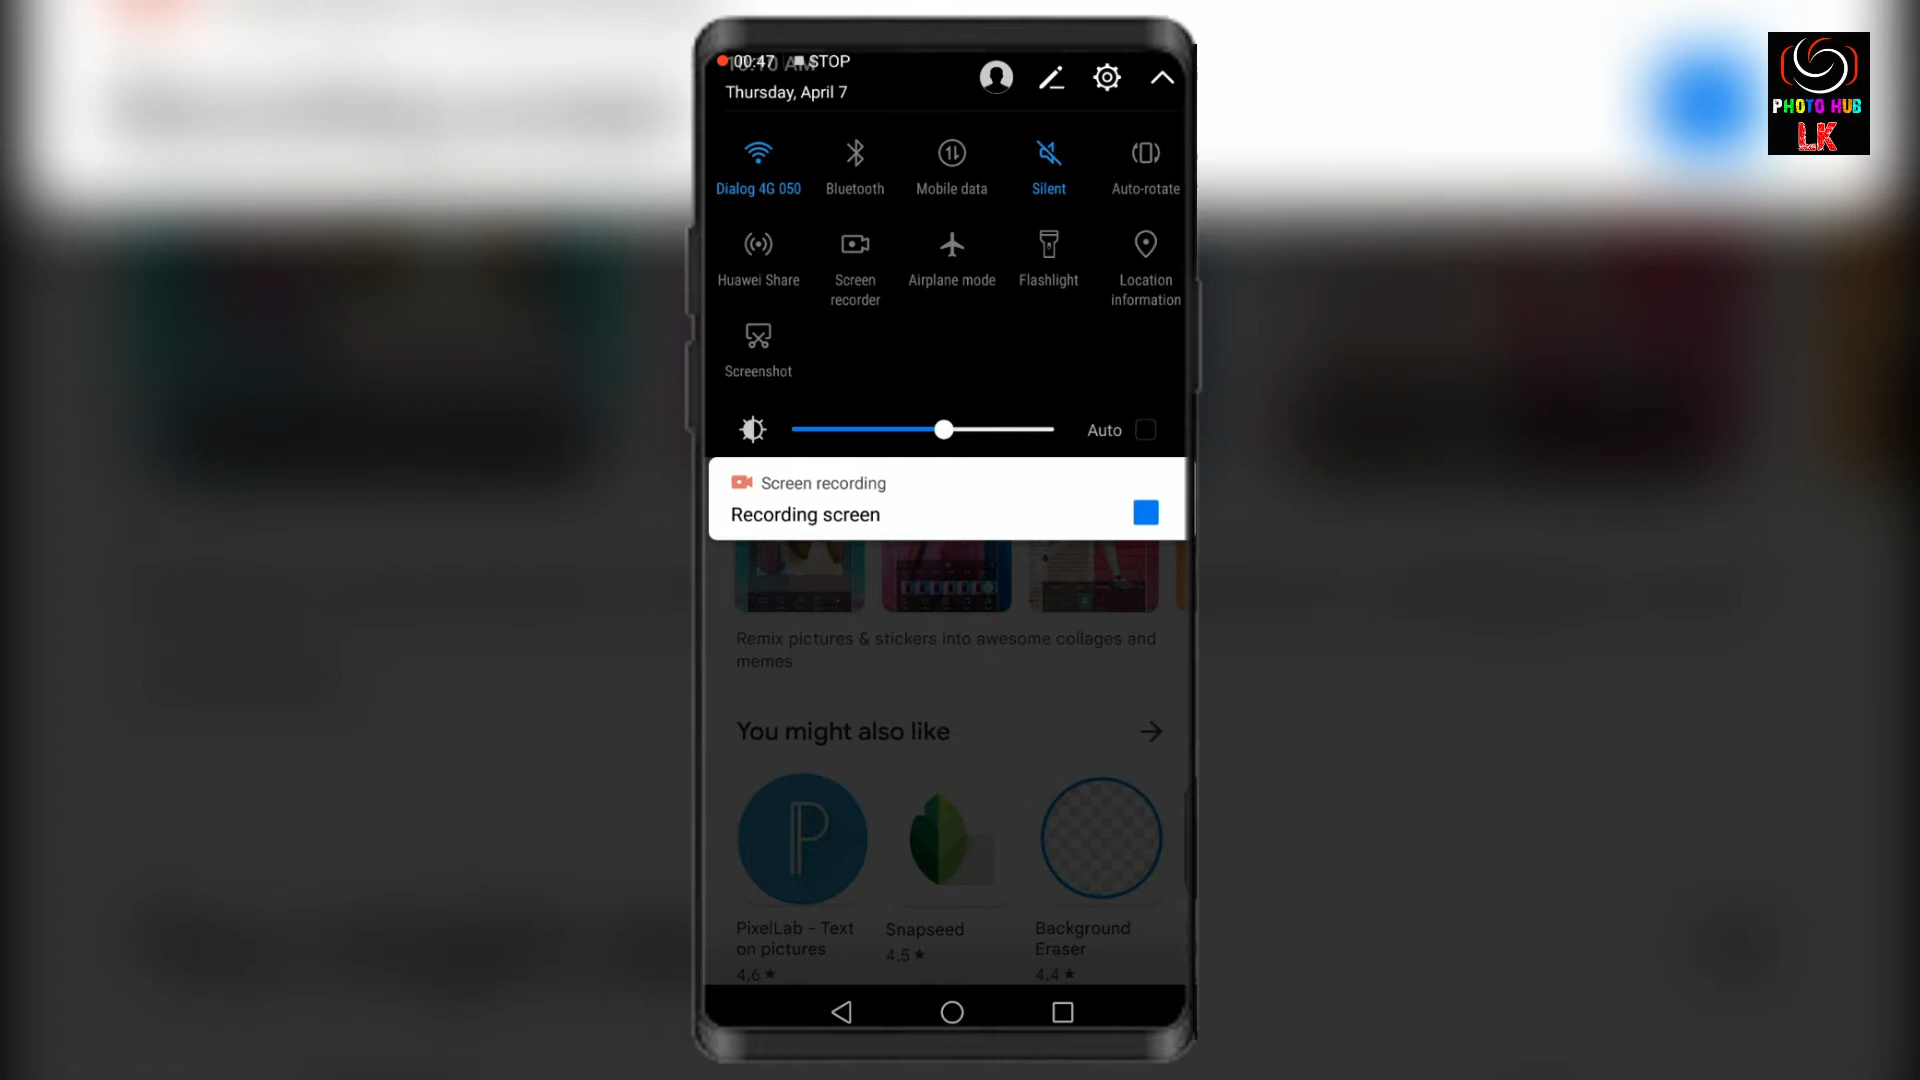 00:47 STOP
10:10 AM
Thursday, April 7
PHOTO HUB
LK
Dialog 4G 050
Bluetooth
Mobile data
Silent
Auto-rotate
Huawei Share
Screen
recorder
Airplane mode
Flashlight
Location
information
Screenshot
Auto
Screen recording
Recording screen
Remix pictures & stickers into awesome collages and
memes
You might also like
PixelLab - Text
on pictures
4.6 ★
Snapseed
4.5 ★
Background
Eraser
4.4 ★